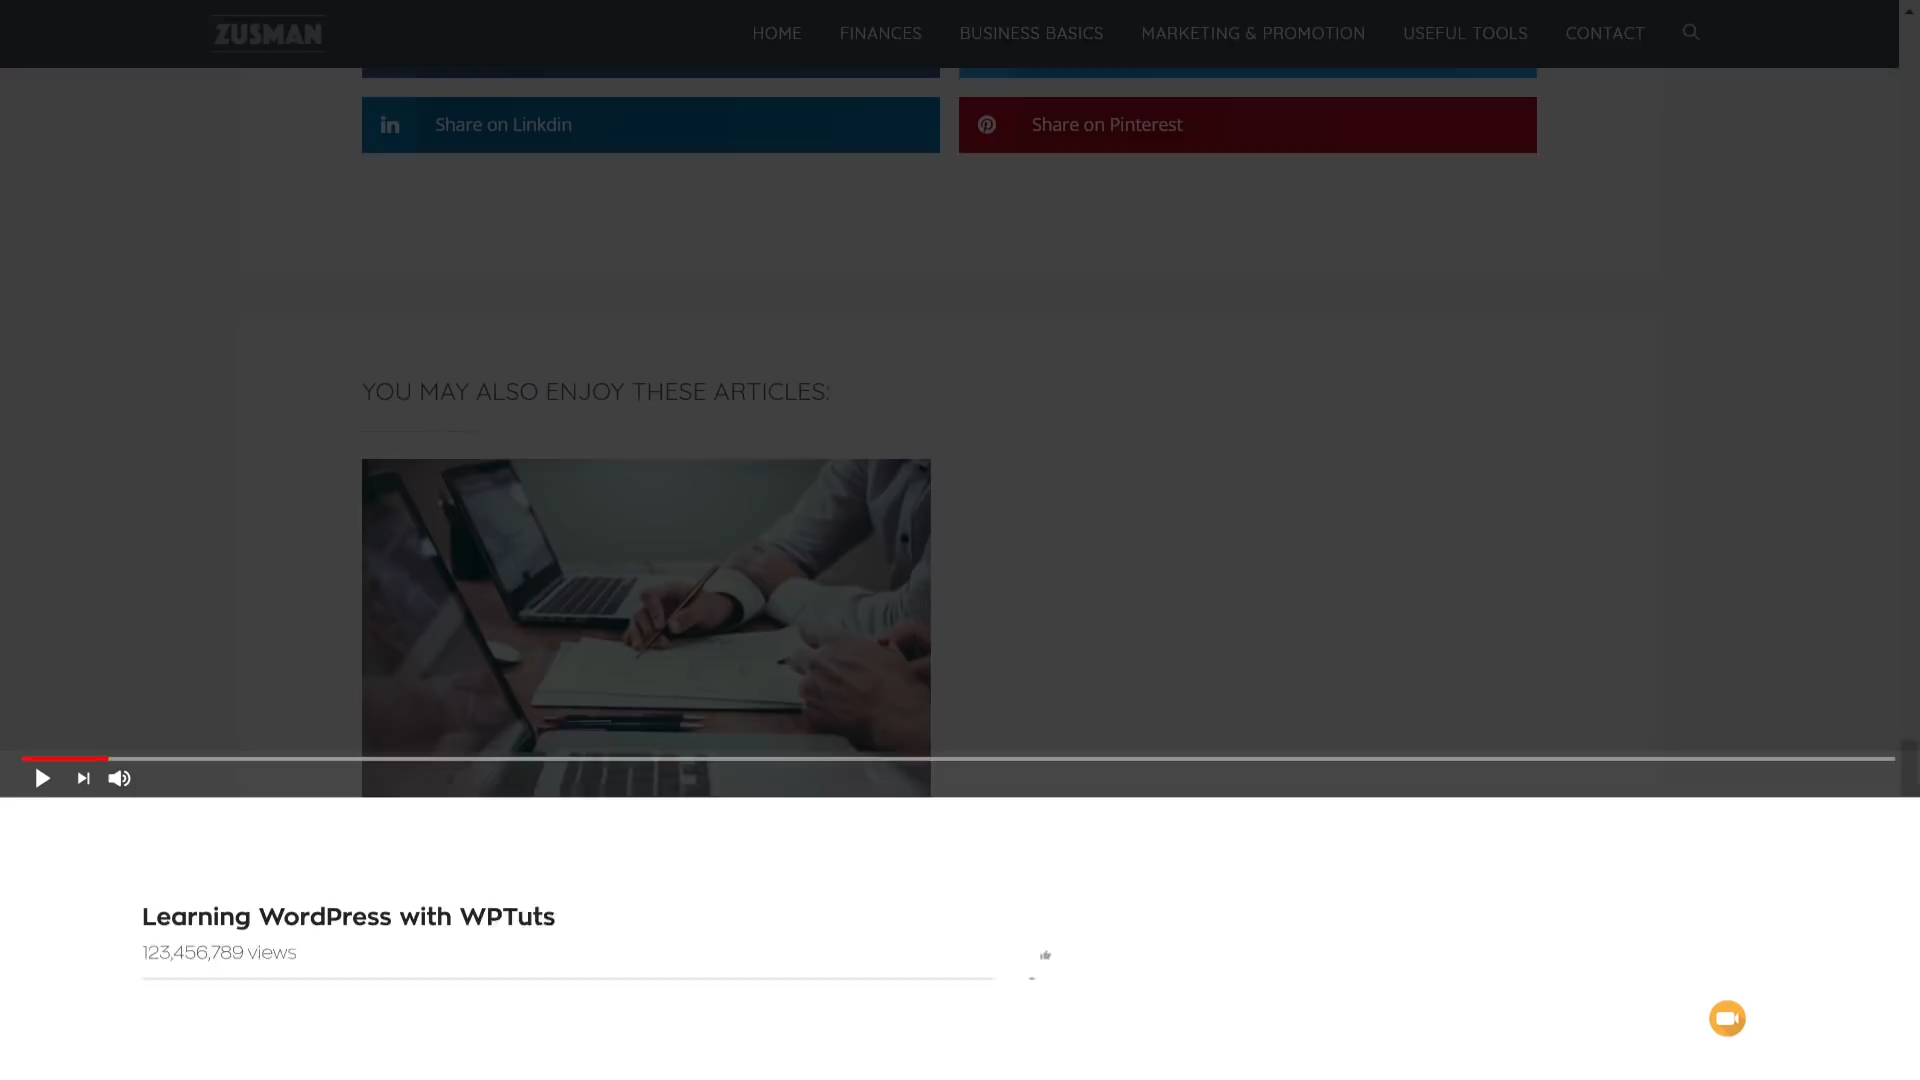 ZUSMAN
HOME FINANCES BUSINESS BASICS MARKETING & PROMOTION USEFUL TOOLS CONTACT
Share on Linkdin
Share on Pinterest
YOU MAY ALSO ENJOY THESE ARTICLES:
Learning WordPress with WPTuts
123,456,789 views